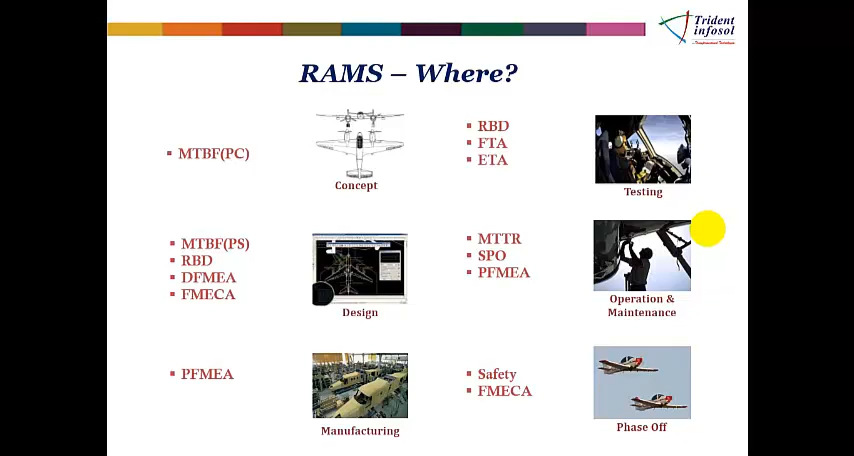 Trident
infosol
RAMS – Where?
▪ MTBF(PC)
Concept
▪ RBD
▪ FTA
▪ ETA
Testing
▪ MTBF(PS)
▪ RBD
▪ DFMEA
▪ FMECA
Design
▪ MTTR
▪ SPO
▪ PFMEA
Operation &
Maintenance
▪ PFMEA
Manufacturing
▪ Safety
▪ FMECA
Phase Off